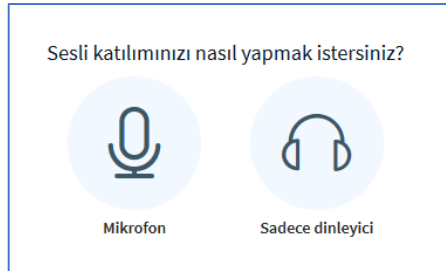 Sesli katılımınızı nasıl yapmak istersiniz?
Mikrofon
Sadece dinleyici